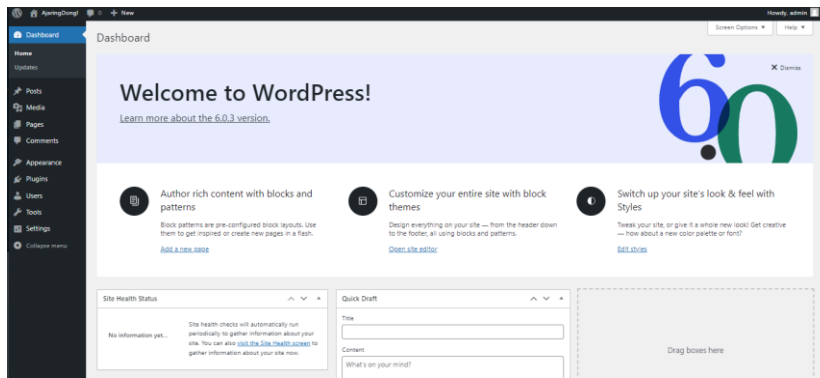 AjaringDong! 0 + New Howdy, admin
Dashboard
Home
Updates
Posts
Media
Pages
Comments
Appearance
Plugins
Users
Tools
Settings
Collapse menu
Screen Options ▼ Help ▼
Dashboard
Dismiss
Welcome to WordPress!
Learn more about the 6.0.3 version.
6.0
Author rich content with blocks and
patterns
Block patterns are pre-configured block layouts. Use
them to get inspired or create new pages in a flash.
Add a new page
Customize your entire site with block
themes
Design everything on your site — from the header down
to the footer, all using blocks and patterns.
Open site editor
Switch up your site's look & feel with
Styles
Tweak your site, or give it a whole new look! Get creative
— how about a new color palette or font?
Edit styles
Site Health Status
No information yet...
Site health checks will automatically run
periodically to gather information about your
site. You can also visit the Site Health screen to
gather information about your site now.
Quick Draft
Title
Content
What's on your mind?
Drag boxes here